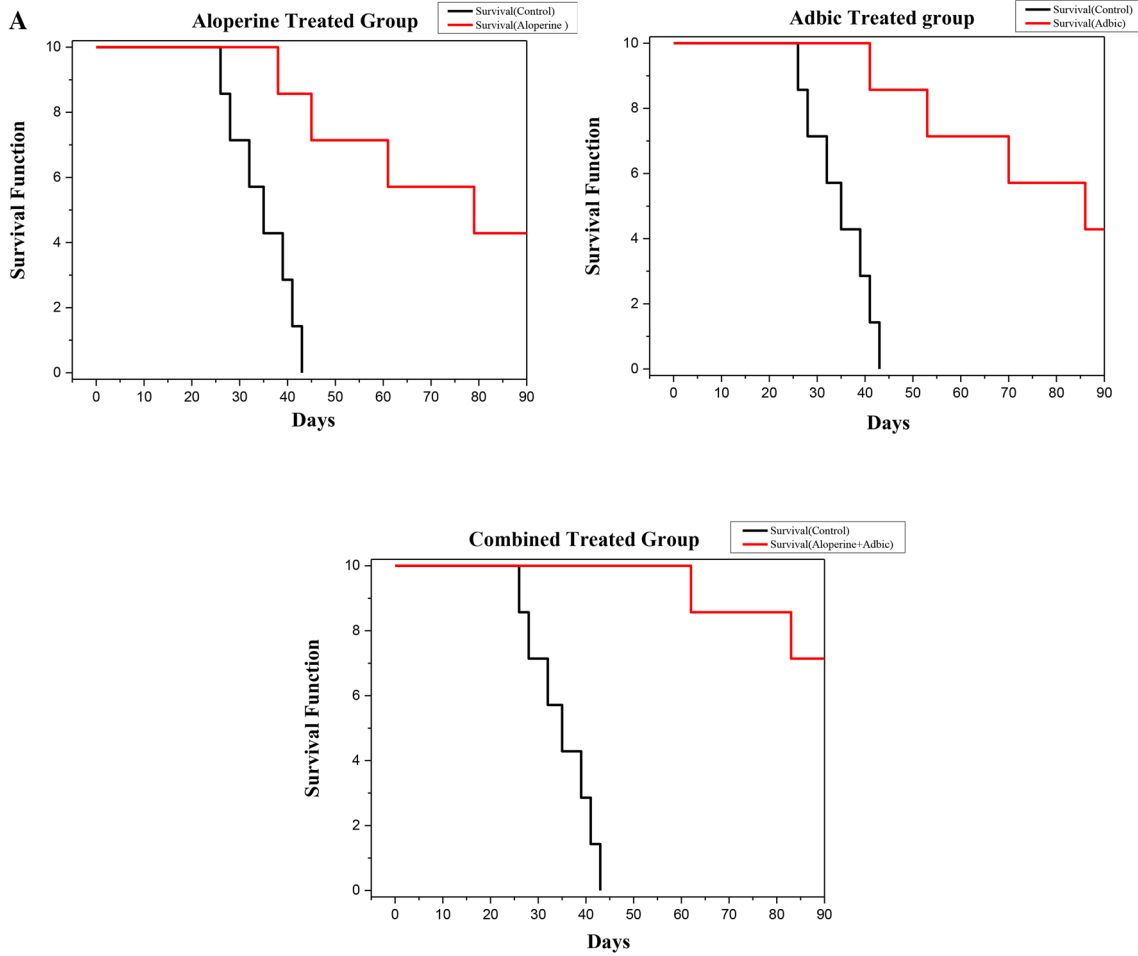 A
Aloperine Treated Group
Survival(Control)
Survival(Aloperine )
Survival Function
10
8
6
4
2
0
0 10 20 30 40 50 60 70 80 90
Days
Adbic Treated group
Survival(Control)
Survival(Adbic)
Survival Function
10
8
6
4
2
0
0 10 20 30 40 50 60 70 80 90
Days
Combined Treated Group
Survival(Control)
Survival(Aloperine+Adbic)
Survival Function
10
8
6
4
2
0
0 10 20 30 40 50 60 70 80 90
Days